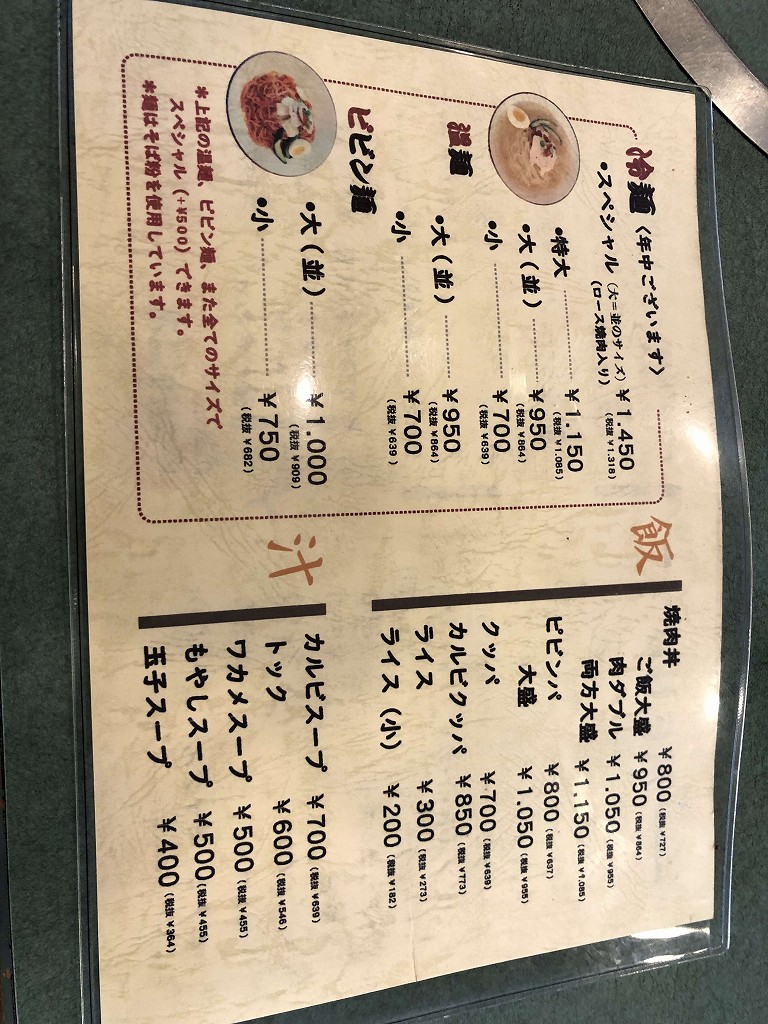 冷麺〈年中ございます〉
•スペシャル(大=並のサイズ)(ロース焼肉入り) ¥1.450(税抜¥1.318)
•特大 ¥1.150(税抜¥1.085)
•大(並) ¥950(税抜¥864)
•小 ¥700(税抜¥639)
温麺
•大(並) ¥950(税抜¥864)
•小 ¥700(税抜¥639)
ビビン麺
•大(並) ¥1.000(税抜¥909)
•小 ¥750(税抜¥682)
*上記の温麺、ビビン麺、また全てのサイズで
スペシャル(+¥500)できます。
*麺はそば粉を使用しています。
飯
焼肉丼 ¥800(税抜¥727)
ご飯大盛 ¥950(税抜¥864)
肉ダブル ¥1.050(税抜¥955)
両方大盛 ¥1.150(税抜¥1.085)
ビビンバ ¥800(税抜¥637)
大盛 ¥1.050(税抜¥955)
クッパ ¥700(税抜¥639)
カルビクッパ ¥850(税抜¥773)
ライス ¥300(税抜¥273)
ライス(小) ¥200(税抜¥182)
汁
カルビスープ ¥700(税抜¥639)
トック ¥600(税抜¥546)
ワカメスープ ¥500(税抜¥455)
もやしスープ ¥500(税抜¥455)
玉子スープ ¥400(税抜¥364)